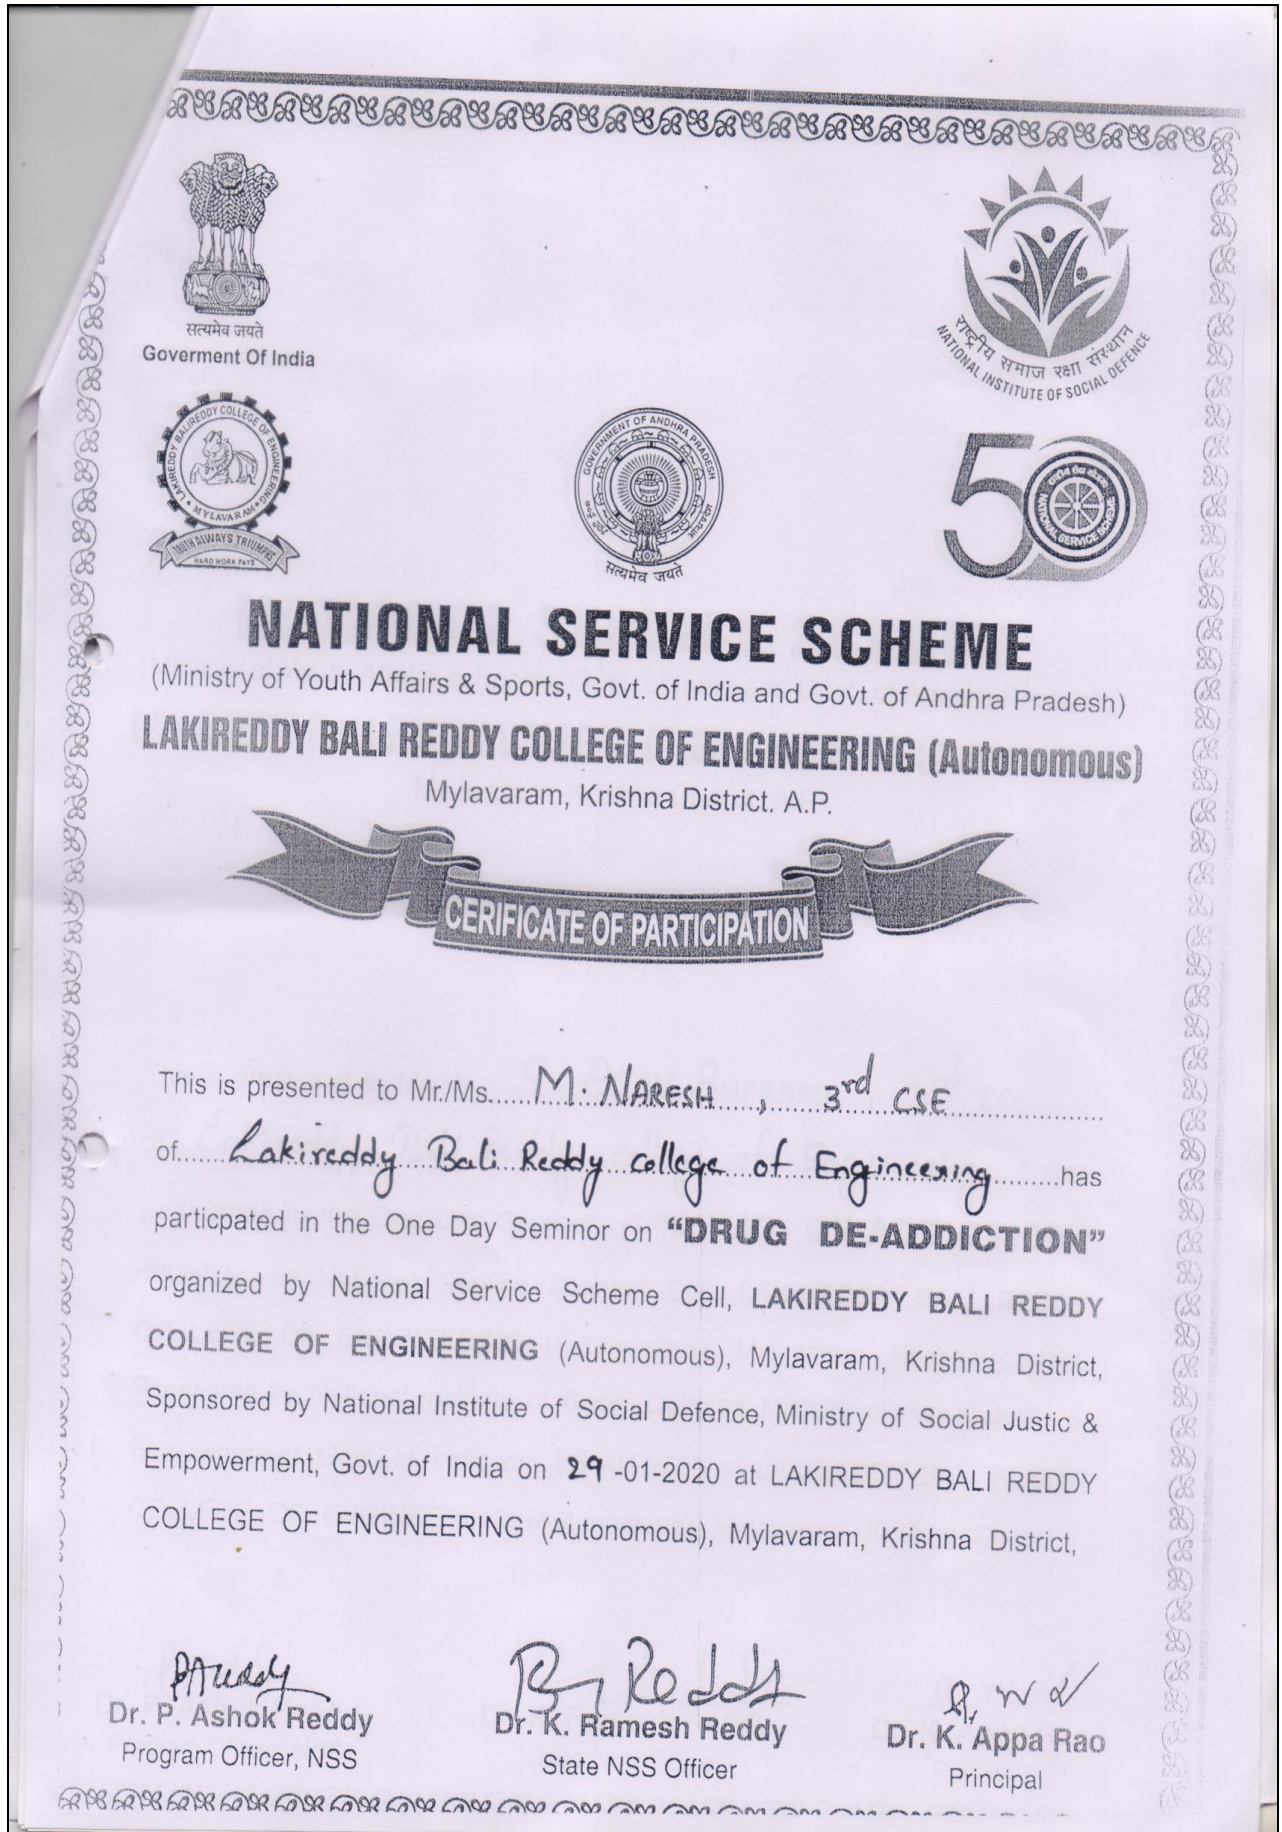 सत्यमेव जयते
Goverment Of India
राष्ट्रीय समाज रक्षा संस्थान
NATIONAL INSTITUTE OF SOCIAL DEFENCE
LAKIREDDY BALIREDDY COLLEGE OF ENGINEERING
MYLAVARAM
TRUTH ALWAYS TRIUMPHS
HARD WORK PAYS
GOVERNMENT OF ANDHRA PRADESH
सत्यमेव जयते
50
NATIONAL SERVICE SCHEME
NATIONAL SERVICE SCHEME
(Ministry of Youth Affairs & Sports, Govt. of India and Govt. of Andhra Pradesh)
LAKIREDDY BALI REDDY COLLEGE OF ENGINEERING (Autonomous)
Mylavaram, Krishna District. A.P.
CERIFICATE OF PARTICIPATION
This is presented to Mr./Ms. M. NARESH, 3rd CSE
of Lakireddy Bali Reddy college of Engineering has
particpated in the One Day Seminor on “DRUG DE-ADDICTION”
organized by National Service Scheme Cell, LAKIREDDY BALI REDDY
COLLEGE OF ENGINEERING (Autonomous), Mylavaram, Krishna District,
Sponsored by National Institute of Social Defence, Ministry of Social Justic &
Empowerment, Govt. of India on 29-01-2020 at LAKIREDDY BALI REDDY
COLLEGE OF ENGINEERING (Autonomous), Mylavaram, Krishna District,
Dr. P. Ashok Reddy
Program Officer, NSS
Dr. K. Ramesh Reddy
State NSS Officer
Dr. K. Appa Rao
Principal